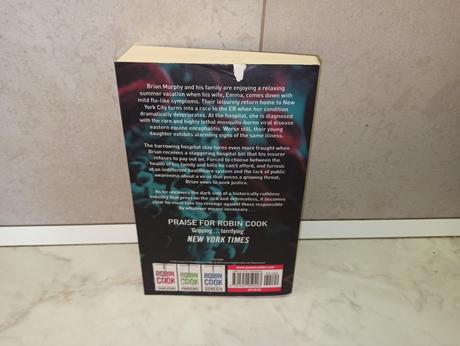 Brian Murphy and his family are enjoying a relaxing
summer vacation when his wife, Emma, comes down with
mild flu-like symptoms. Their leisurely return home to New
York City turns into a race to the ER when her condition
dramatically deteriorates. At the hospital, she is diagnosed
with the rare and highly lethal mosquito-borne viral disease
eastern equine encephalitis. Worse still, their young
daughter exhibits alarming signs of the same illness.
The harrowing hospital stay turns even more fraught when
Brian receives a staggering hospital bill that his insurer
refuses to pay out on. Forced to choose between the
health of his family and bills he can't afford, and furious
at an indifferent healthcare system and the lack of public
awareness about a virus that poses a growing threat,
Brian vows to seek justice.
As he uncovers the dark side of a historically ruthless
industry that preys on the sick and defenceless, it becomes
clear he must take his revenge against those responsible
by whatever means necessary . . .
PRAISE FOR ROBIN COOK
'Gripping . . . terrifying'
NEW YORK TIMES
ROBIN COOK
ROBIN COOK
PANDEMIC
ROBIN COOK
GENESIS